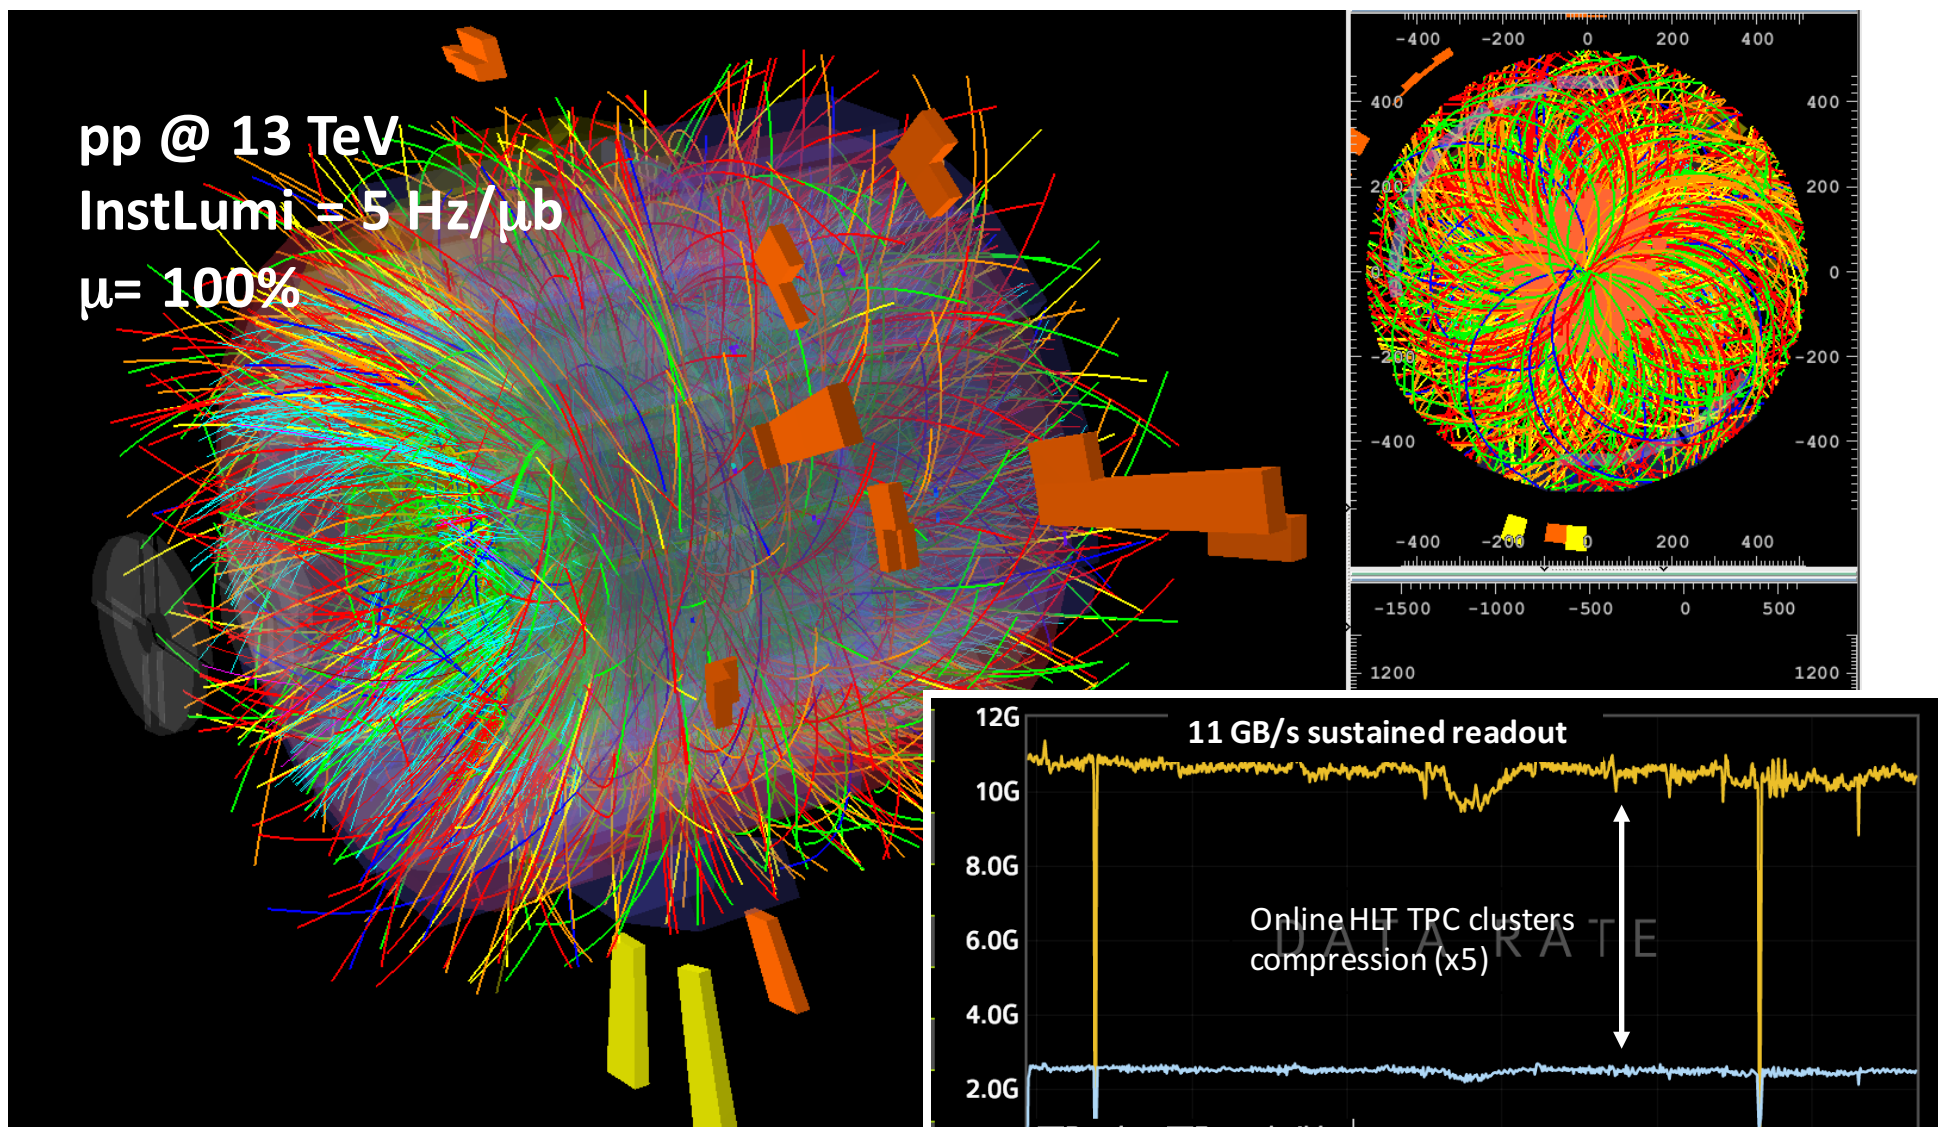 pp @ 13 TeV
InstLumi = 5 Hz/μb
μ= 100%
-400 -200 0 200 400
400 400
200 200
0 0
-200 -200
-400 -400
-400 -200 0 200 400
-1500 -1000 -500 0 500
1200 1200
12G
11 GB/s sustained readout
10G
8.0G
Online HLT TPC clusters
6.0G
DATA RATE
compression (x5)
4.0G
2.0G